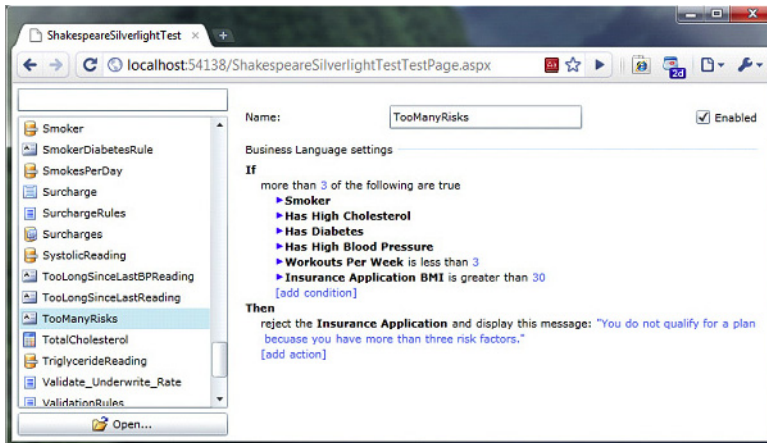 ShakespeareSilverlightTest
localhost:54138/ShakespeareSilverlightTestTestPage.aspx
2d
Smoker
SmokerDiabetesRule
SmokesPerDay
Surcharge
SurchargeRules
Surcharges
SystolicReading
TooLongSinceLastBPReading
TooLongSinceLastReading
TooManyRisks
TotalCholesterol
TriglycerideReading
Validate_Underwrite_Rate
ValidationRules
Open...
Name: TooManyRisks Enabled
Business Language settings
If
more than 3 of the following are true
Smoker
Has High Cholesterol
Has Diabetes
Has High Blood Pressure
Workouts Per Week is less than 3
Insurance Application BMI is greater than 30
[add condition]
Then
reject the Insurance Application and display this message: "You do not qualify for a plan
becuase you have more than three risk factors."
[add action]